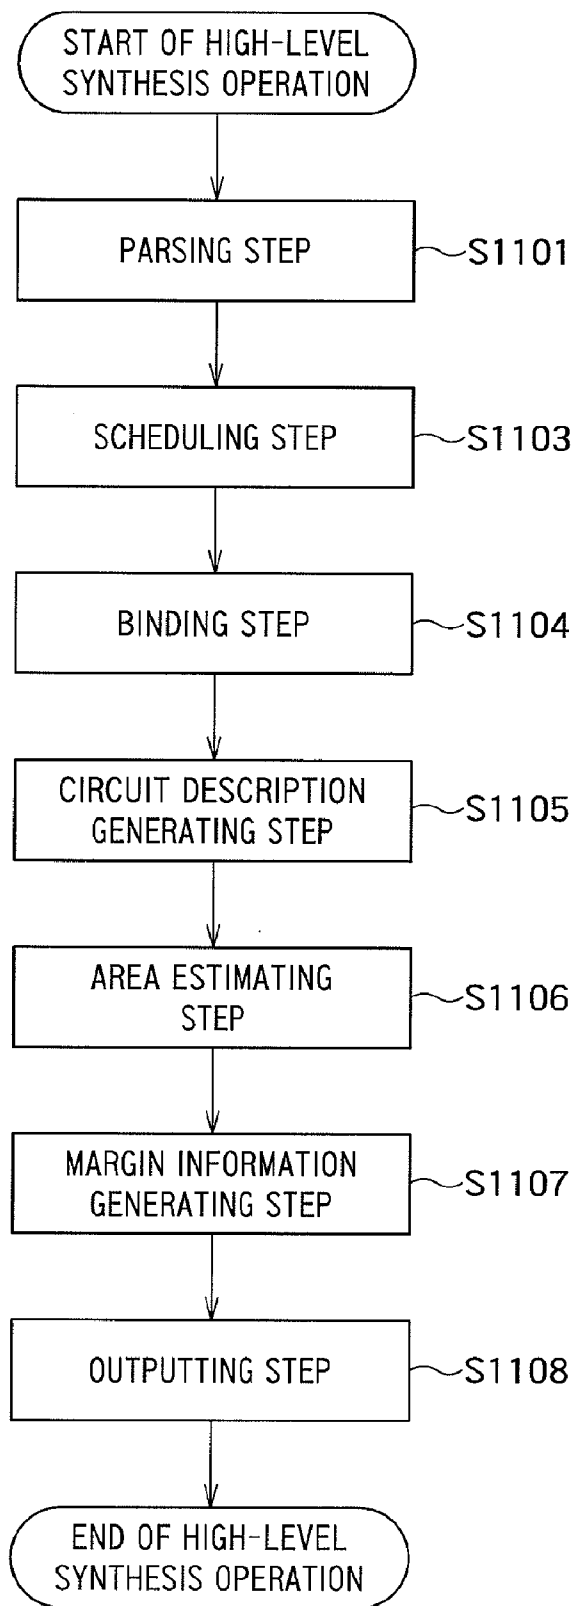 START OF HIGH-LEVEL
SYNTHESIS OPERATION
PARSING STEP
S1101
SCHEDULING STEP
S1103
BINDING STEP
S1104
CIRCUIT DESCRIPTION
GENERATING STEP
S1105
AREA ESTIMATING
STEP
S1106
MARGIN INFORMATION
GENERATING STEP
S1107
OUTPUTTING STEP
S1108
END OF HIGH-LEVEL
SYNTHESIS OPERATION